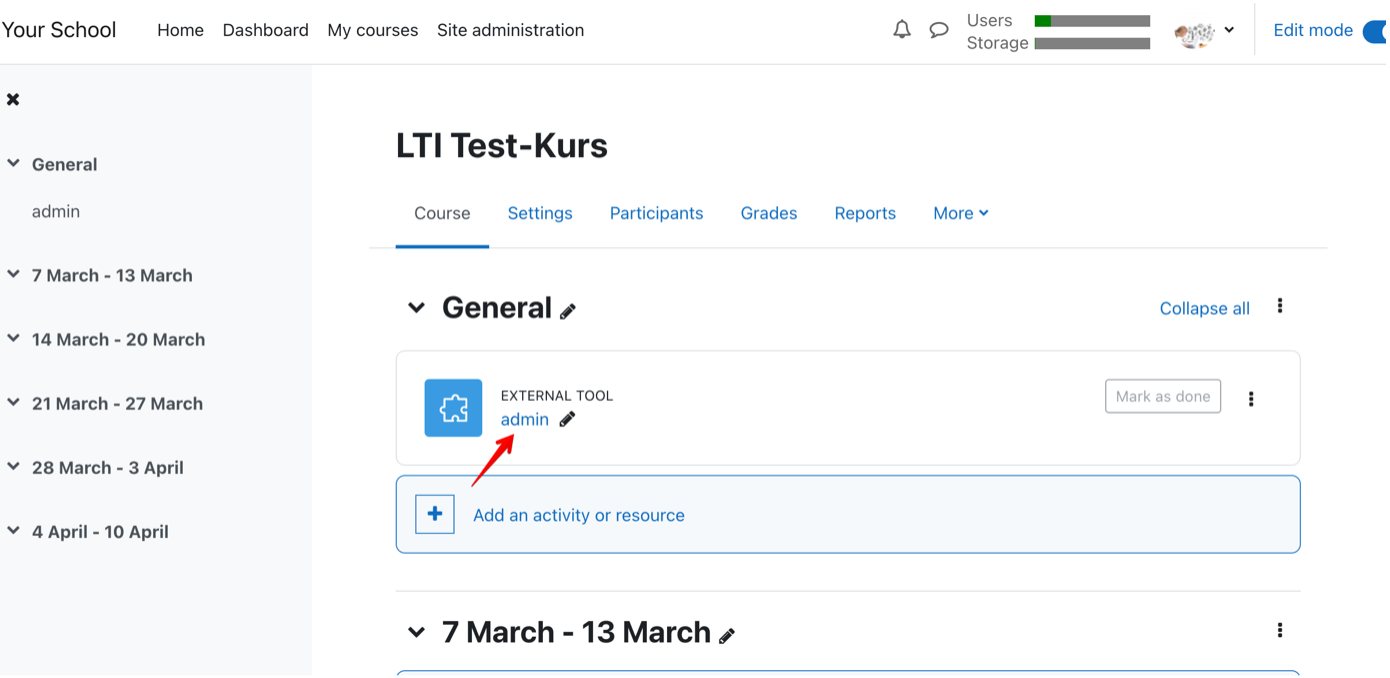 Your School Home Dashboard My courses Site administration Users Edit mode
Storage
General
admin
7 March - 13 March
14 March - 20 March
21 March - 27 March
28 March - 3 April
4 April - 10 April
LTI Test-Kurs
Course Settings Participants Grades Reports More
General Collapse all
EXTERNAL TOOL
admin
Mark as done
Add an activity or resource
7 March - 13 March